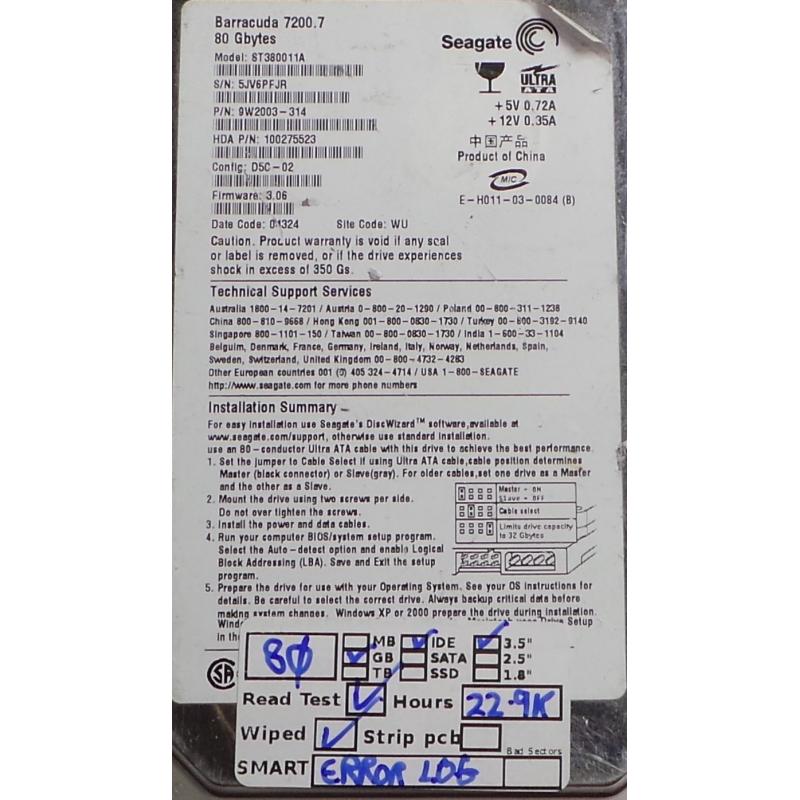 Barracuda 7200.7
80 Gbytes
Seagate
Model: ST380011A
S/N: 5JV6PFJR
ULTRA
ATA
P/N: 9W2003-314
+5V 0.72A
+12V 0.35A
HDA P/N: 100275523
中国产品
Product of China
Config: D5C-02
MIC
Firmware: 3.06
E-H011-03-0084 (B)
Date Code: 04324 Site Code: WU
Caution. Product warranty is void if any seal
or label is removed, or if the drive experiences
shock in excess of 350 Gs.
Technical Support Services
Australia 1800-14-7201 / Austria 0-800-20-1290 / Poland 00-800-311-1238
China 800-810-9668 / Hong Kong 001-800-0830-1730 / Turkey 00-800-3192-9140
Singapore 800-1101-150 / Taiwan 00-800-0830-1730 / India 1-600-33-1104
Belguim, Denmark, France, Germany, Ireland, Italy, Norway, Netherlands, Spain,
Sweden, Switzerland, United Kingdom 00-800-4732-4283
Other European countries 001 (0) 405 324-4714 / USA 1-800-SEAGATE
http://www.seagate.com for more phone numbers
Installation Summary
For easy installation use Seagate's DiscWizard™ software,available at
www.seagate.com/support, otherwise use standard installation.
use an 80-conductor Ultra ATA cable with this drive to achieve the best performance.
1. Set the jumper to Cable Select if using Ultra ATA cable,cable position determines
Master (black connector) or Slave(gray). For older cables,set one drive as a Master
and the other as a Slave.
Master - ON
Slave - OFF
2. Mount the drive using two screws per side.
Do not over tighten the screws.
Cable select
3. Install the power and data cables.
Limits drive capacity
to 32 Gbytes
4. Run your computer BIOS/system setup program.
Select the Auto-detect option and enable Logical
Block Addressing (LBA). Save and Exit the setup
program.
5. Prepare the drive for use with your Operating System. See your OS instructions for
details. Be careful to select the correct drive. Always backup critical data before
making system changes. Windows XP or 2000 prepare the drive during installation.
Setup
in the
80 MB IDE 3.5"
GB SATA 2.5"
TB SSD 1.8"
Read Test Hours 22.9K
Wiped Strip pcb
Bad Sectors
SMART ERROR LOG